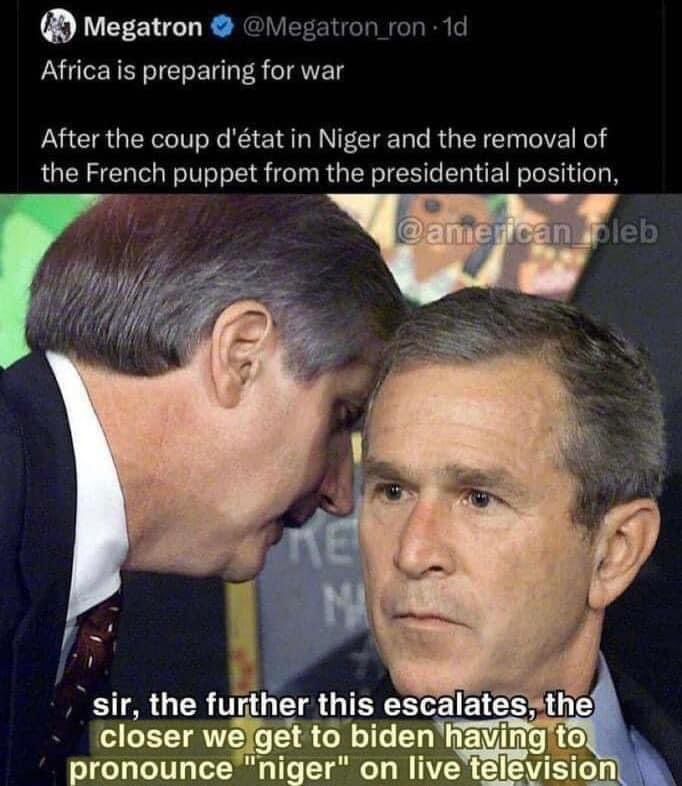 Megatron @Megatron_ron · 1d
Africa is preparing for war
After the coup d'état in Niger and the removal of
the French puppet from the presidential position,
@american_ipleb
sir, the further this escalates, the
closer we get to biden having to
pronounce "niger" on live television